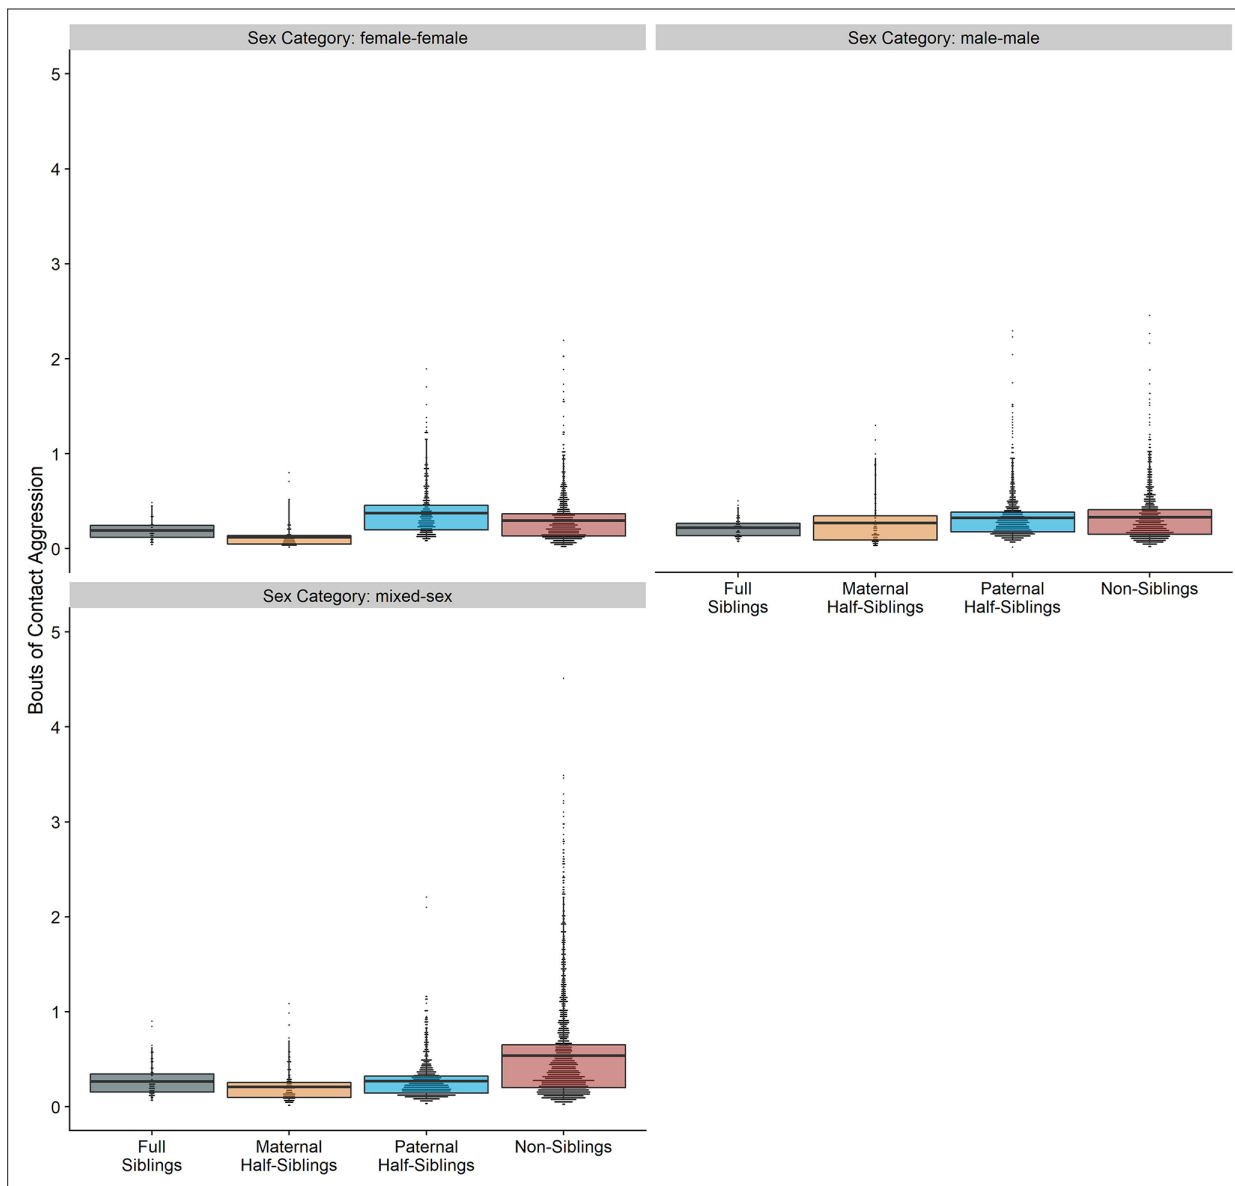 Sex Category: female-female
Sex Category: male-male
5
4
3
2
1
0
Full
Siblings
Maternal
Half-Siblings
Paternal
Half-Siblings
Non-Siblings
Bouts of Contact Aggression
Sex Category: mixed-sex
5
4
3
2
1
0
Full
Siblings
Maternal
Half-Siblings
Paternal
Half-Siblings
Non-Siblings